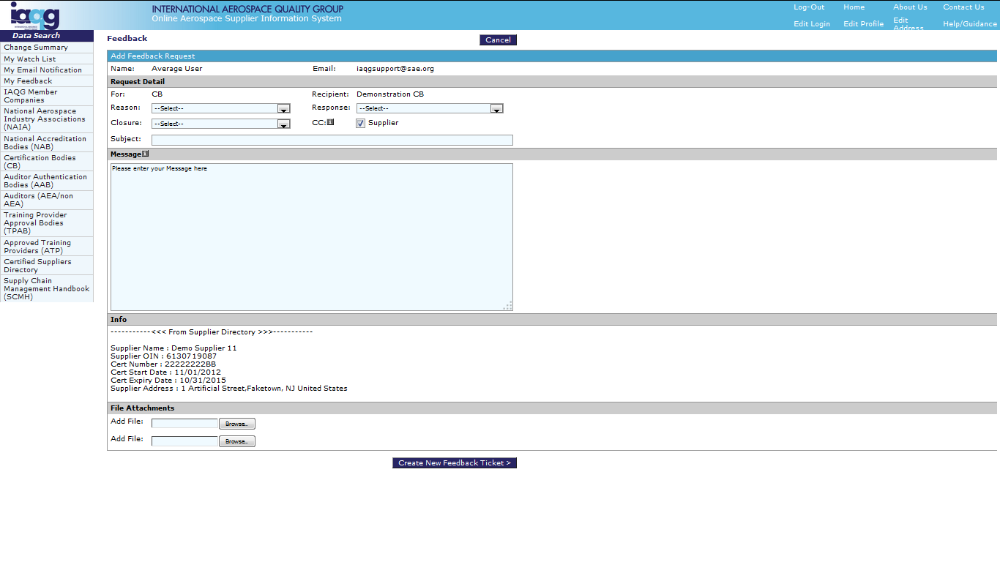 iaqg
INTERNATIONAL AEROSPACE QUALITY GROUP
Online Aerospace Supplier Information System
Log-Out Home About Us Contact Us
Edit Login Edit Profile Edit Address Help/Guidance
Data Search
Change Summary
My Watch List
My Email Notification
My Feedback
IAQG Member
Companies
National Aerospace
Industry Associations
(NAIA)
National Accreditation
Bodies (NAB)
Certification Bodies
(CB)
Auditor Authentication
Bodies (AAB)
Auditors (AEA/non
AEA)
Training Provider
Approval Bodies
(TPAB)
Approved Training
Providers (ATP)
Certified Suppliers
Directory
Supply Chain
Management Handbook
(SCMH)
Feedback Cancel
Add Feedback Request
Name: Average User Email: iaqgsupport@sae.org
Request Detail
For: CB Recipient: Demonstration CB
Reason: --Select-- Response: --Select--
Closure: --Select-- CC: Supplier
Subject:
Message
Please enter your Message here
Info
-----------<<< From Supplier Directory >>>-----------
Supplier Name : Demo Supplier 11
Supplier OIN : 6130719087
Cert Number : 22222222BB
Cert Start Date : 11/01/2012
Cert Expiry Date : 10/31/2015
Supplier Address : 1 Artificial Street,Faketown, NJ United States
File Attachments
Add File: Browse..
Add File: Browse..
Create New Feedback Ticket >